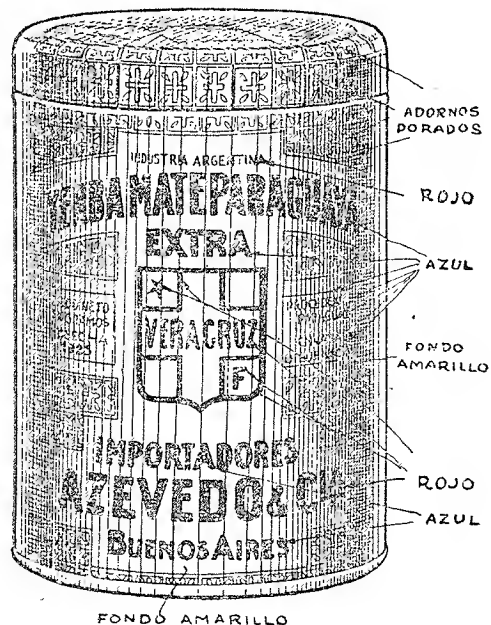 ADORNOS
DORADOS
INDUSTRIA ARGENTINA
ROJO
YERBA MATE PARAGUAYA
EXTRA
AZUL
VERACRUZ
F
FONDO
AMARILLO
IMPORTADORES
ROJO
AZEVEDO & CIA
AZUL
BUENOS AIRES
FONDO AMARILLO